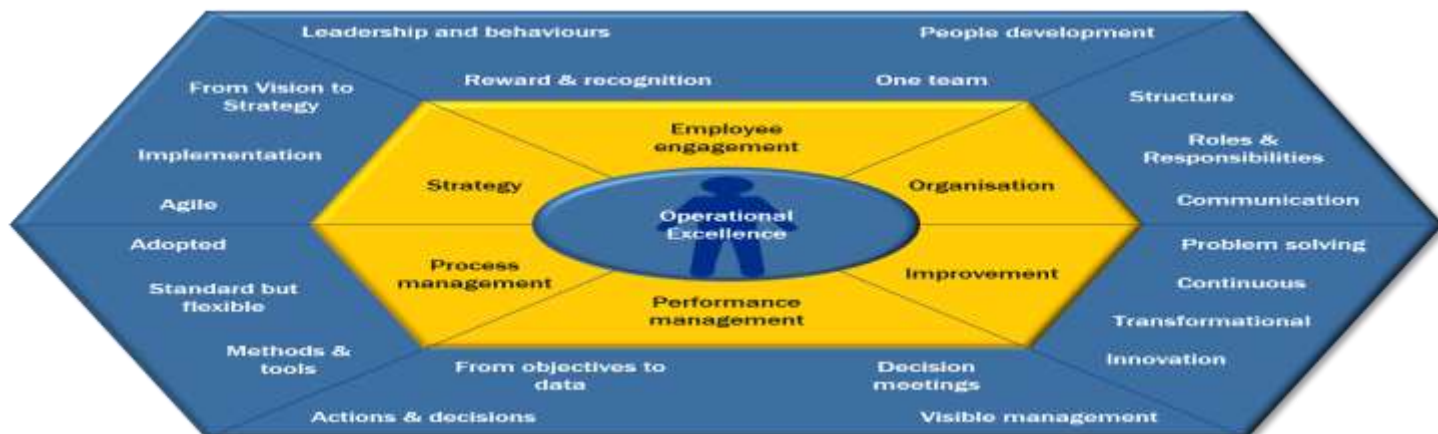 Leadership and behaviours
People development
Reward & recognition
One team
From Vision to
Strategy
Structure
Employee
engagement
Implementation
Roles &
Responsibilities
Strategy
Organisation
Agile
Communication
Operational
Excellence
Adopted
Problem solving
Process
management
Improvement
Standard but
flexible
Continuous
Performance
management
Transformational
Methods &
tools
Innovation
From objectives to
data
Decision
meetings
Actions & decisions
Visible management